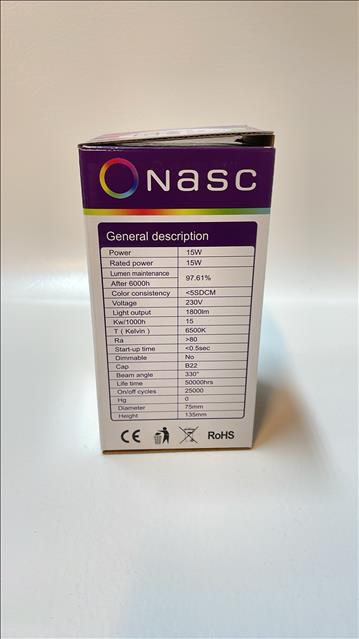 Nasc
General description
Power 15W
Rated power 15W
Lumen maintenance After 6000h 97.61%
Color consistency <5SDCM
Voltage 230V
Light output 1800lm
Kw/1000h 15
T ( Kelvin ) 6500K
Ra >80
Start-up time <0.5sec
Dimmable No
Cap B22
Beam angle 330°
Life time 50000hrs
On/off cycles 25000
Hg 0
Diameter 75mm
Height 135mm
CE RoHS